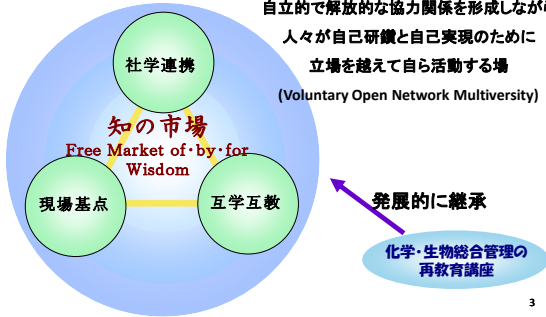 自立的で解放的な協力関係を形成しなが
人々が自己研鑽と自己実現のために
立場を越えて自ら活動する場
(Voluntary Open Network Multiversity)
社学連携
知の市場
Free Market of・by・for
Wisdom
現場基点
互学互教
発展的に継承
化学・生物総合管理の
再教育講座
3